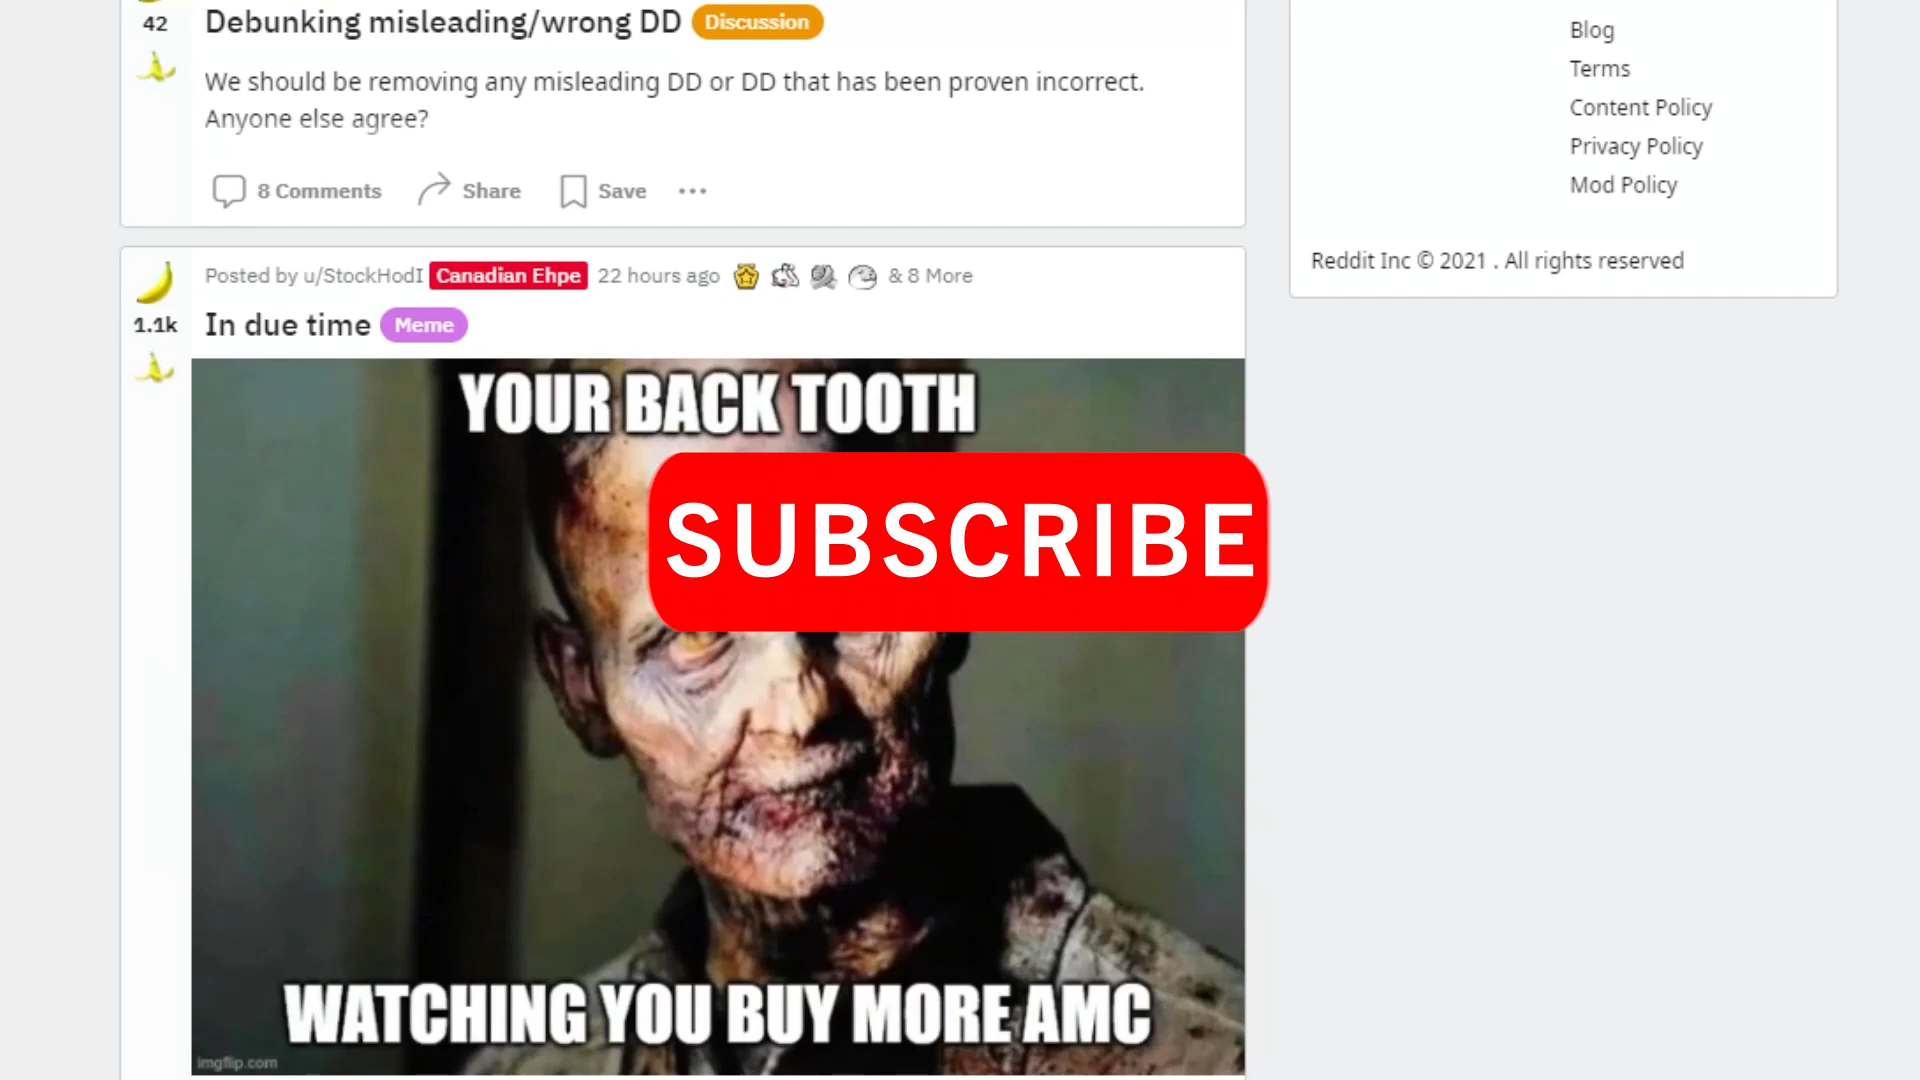 42
Debunking misleading/wrong DD Discussion
We should be removing any misleading DD or DD that has been proven incorrect.
Anyone else agree?
8 Comments Share Save
Posted by u/StockHodI Canadian Ehpe 22 hours ago & 8 More
1.1k
In due time Meme
YOUR BACK TOOTH
SUBSCRIBE
WATCHING YOU BUY MORE AMC
imgflip.com
Blog
Terms
Content Policy
Privacy Policy
Mod Policy
Reddit Inc © 2021 . All rights reserved